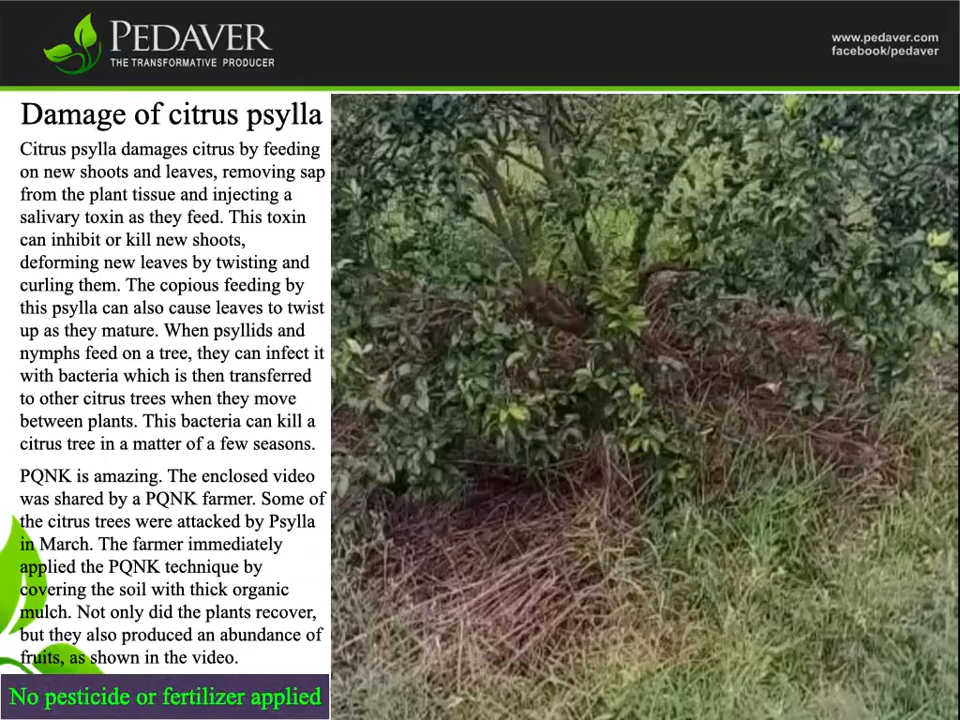 PEDAVER
THE TRANSFORMATIVE PRODUCER
www.pedaver.com
facebook/pedaver
Damage of citrus psylla
Citrus psylla damages citrus by feeding
on new shoots and leaves, removing sap
from the plant tissue and injecting a
salivary toxin as they feed. This toxin
can inhibit or kill new shoots,
deforming new leaves by twisting and
curling them. The copious feeding by
this psylla can also cause leaves to twist
up as they mature. When psyllids and
nymphs feed on a tree, they can infect it
with bacteria which is then transferred
to other citrus trees when they move
between plants. This bacteria can kill a
citrus tree in a matter of a few seasons.
PQNK is amazing. The enclosed video
was shared by a PQNK farmer. Some of
the citrus trees were attacked by Psylla
in March. The farmer immediately
applied the PQNK technique by
covering the soil with thick organic
mulch. Not only did the plants recover,
but they also produced an abundance of
fruits, as shown in the video.
No pesticide or fertilizer applied